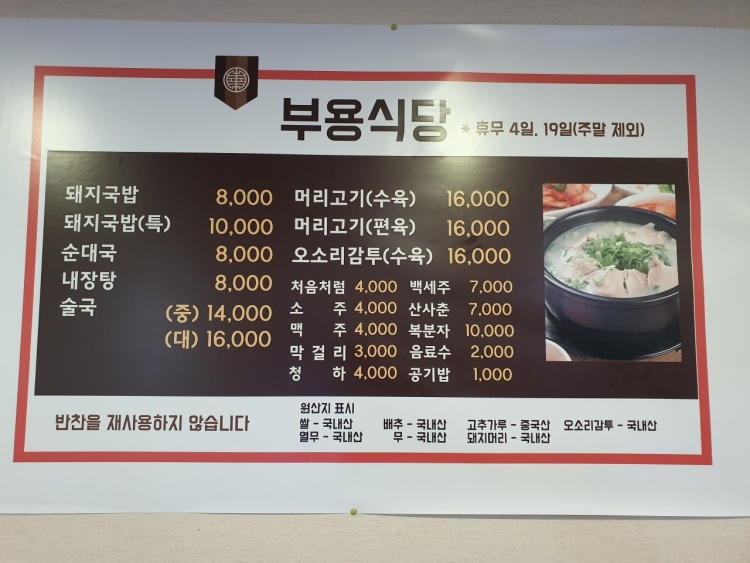 부용식당 * 휴무 4일, 19일(주말 제외)
돼지국밥 8,000
돼지국밥(특) 10,000
순대국 8,000
내장탕 8,000
술국 (중) 14,000
(대) 16,000
머리고기(수육) 16,000
머리고기(편육) 16,000
오소리감투(수육) 16,000
처음처럼 4,000 백세주 7,000
소주 4,000 산사춘 7,000
맥주 4,000 복분자 10,000
막걸리 3,000 음료수 2,000
청하 4,000 공기밥 1,000
반찬을 재사용하지 않습니다
원산지 표시
쌀 - 국내산 배추 - 국내산 고추가루 - 중국산 오소리감투 - 국내산
열무 - 국내산 무 - 국내산 돼지머리 - 국내산